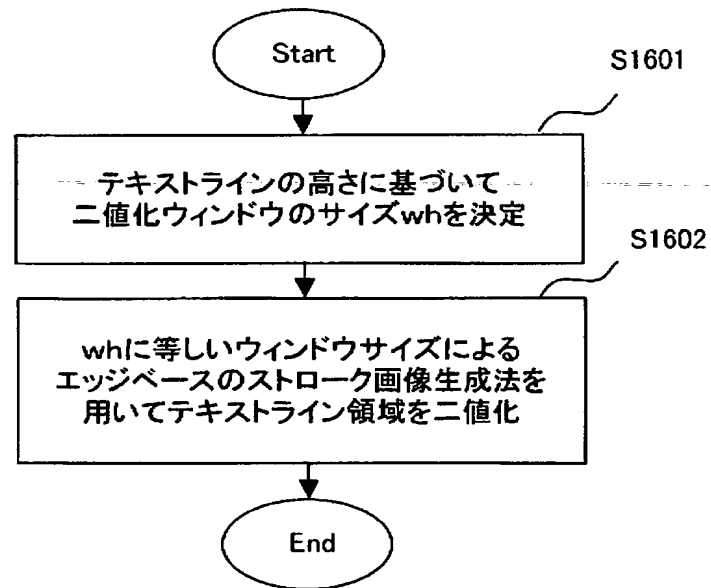 Start
S1601
テキストラインの高さに基づいて
二値化ウィンドウのサイズwhを決定
S1602
whに等しいウィンドウサイズによる
エッジベースのストローク画像生成法を
用いてテキストライン領域を二値化
End